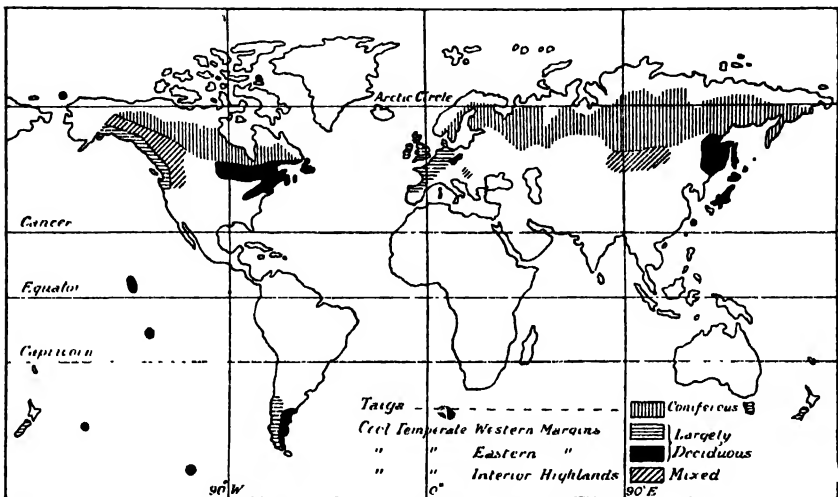 Arctic Circle
Cancer
Equator
Capricorn
Taiga Coniferous
Cool Temperate Western Margins Largely
" " Eastern " Deciduous
" " Interior Highlands Mixed
90°W 0° 90°E